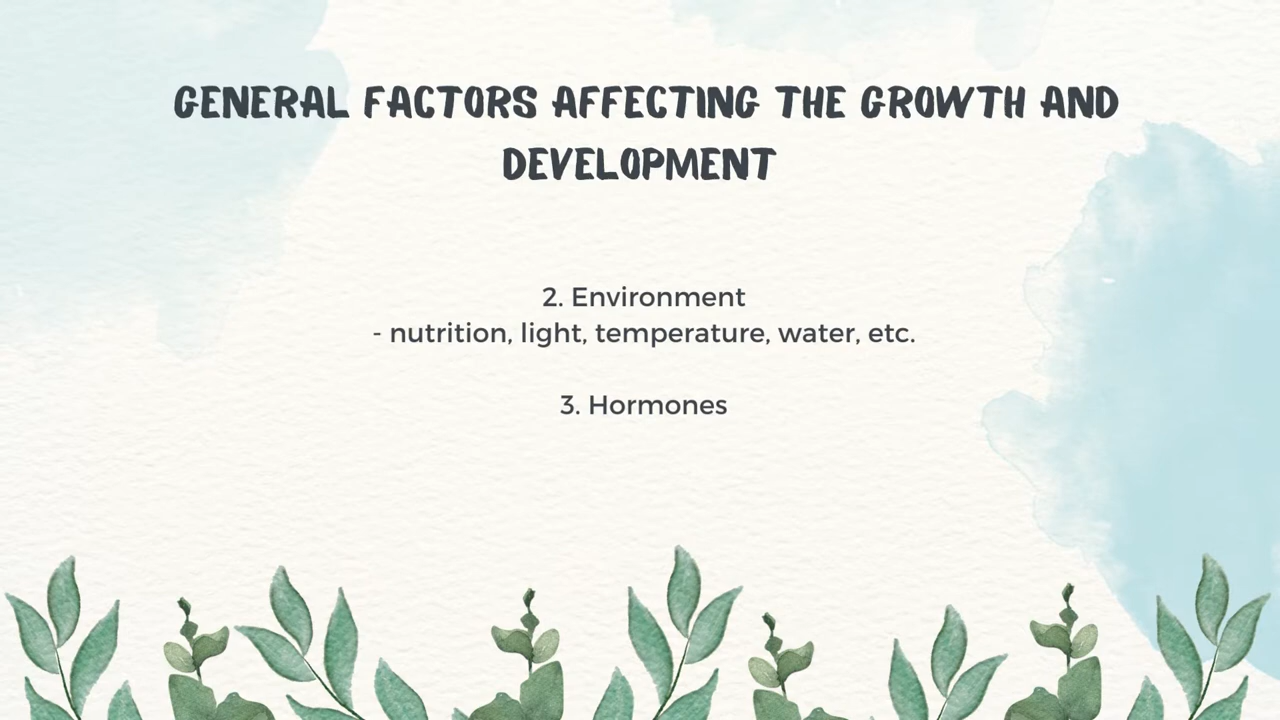 GENERAL FACTORS AFFECTING THE GROWTH AND
DEVELOPMENT
2. Environment
- nutrition, light, temperature, water, etc.
3. Hormones